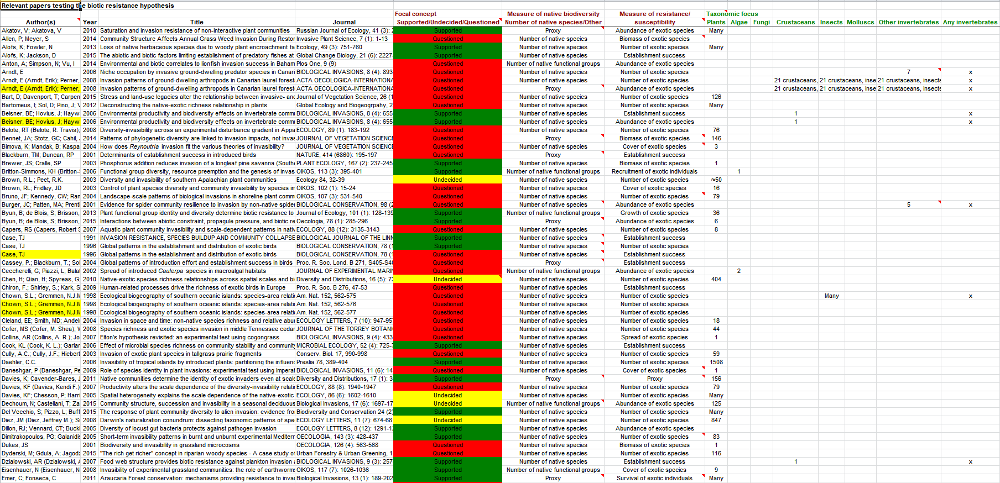 Relevant papers testing the biotic resistance hypothesis
Focal concept Measure of native biodiversity Measure of resistance/ Taxonomic focus
Author(s) Year Title Journal Supported/Undecided/Questioned Number of native species/Other susceptibility Plants Algae Fungi Crustaceans Insects Molluscs Other invertebrates Any invertebrates
Akatov, V; Akatova, V 2010 Saturation and invasion resistance of non-interactive plant communities Russian Journal of Ecology, 41 (3): 2 Supported Proxy Abundance of exotic species Many
Allen, P; Meyer, S 2014 Community Structure Affects Annual Grass Weed Invasion During Restor Invasive Plant Science, 7 (1): 1-13 Questioned Number of native species Biomass of exotic species
Alofs, K; Fowler, N 2013 Loss of native herbaceous species due to woody plant encroachment fa Ecology, 49 (3): 751-760 Supported Number of native species Number of exotic species Many
Alofs, K; Jackson, D 2015 The abiotic and biotic factors limiting establishment of predatory fishes at Global Change Biology, 21 (6): 2227- Supported Number of native species Establishment success
Anton, A; Simpson, N; Vu, I 2014 Environmental and biotic correlates to lionfish invasion success in Baham Plos One, 9 (9) Questioned Number of native functional groups Abundance of exotic species
Arndt, E 2006 Niche occupation by invasive ground-dwelling predator species in Canari BIOLOGICAL INVASIONS, 8 (4): 893- Questioned Number of native species Number of exotic species 7 x
Arndt, E (Arndt, Erik); Perner, 2008 Invasion patterns of ground-dwelling arthropods in Canarian laurel forest ACTA OECOLOGICA-INTERNATIONA Questioned Number of native species Number of exotic species 21 crustaceans, 21 crustaceans, inse 21 crustaceans, insects x
Arndt, E (Arndt, Erik); Perner, 2008 Invasion patterns of ground-dwelling arthropods in Canarian laurel forest ACTA OECOLOGICA-INTERNATIONA Questioned Proxy Abundance of exotic species 21 crustaceans, 21 crustaceans, inse 21 crustaceans, insects x
Bart, D; Davenport, T; Carpen 2015 Stress and land-use legacies alter the relationship between invasive- and Journal of Vegetation Science, 26 (1 Questioned Number of native species Number of exotic species 126
Bartomeus, I; Sol, D; Pino, J; V 2012 Deconstructing the native-exotic richness relationship in plants Global Ecology and Biogeogrpahy, 2 Questioned Number of native species Number of exotic species Many
Beisner, BE; Hovius, J; Hayw 2006 Environmental productivity and biodiversity effects on invertebrate commu BIOLOGICAL INVASIONS, 8 (4): 655- Supported Number of native species Establishment success 1 x
Beisner, BE; Hovius, J; Hayw 2006 Environmental productivity and biodiversity effects on invertebrate commu BIOLOGICAL INVASIONS, 8 (4): 655- Supported Number of native species Abundance of exotic species 1 x
Belote, RT (Belote, R. Travis); 2008 Diversity-invasibility across an experimental disturbance gradient in Appa ECOLOGY, 89 (1): 183-192 Questioned Number of native species Number of exotic species 76
Bennet, JA; Stotz, GC; Cahil, 2014 Patterns of phylogenetic diversity are linked to invasion impacts, not invas JOURNAL OF VEGETATION SCIENCE Questioned Proxy Biomass of exotic species 146
Bimova, K; Mandak, B; Kaspa 2004 How does Reynoutria invasion fit the various theories of invasibility? JOURNAL OF VEGETATION SCIENCE Questioned Number of native species Cover of exotic species 3
Blackburn, TM; Duncan, RP 2001 Determinants of establishment success in introduced birds NATURE, 414 (6860): 195-197 Questioned Proxy Establishment success
Brewer, JS; Cralle, SP 2003 Phosphorus addition reduces invasion of a longleaf pine savanna (South PLANT ECOLOGY, 167 (2): 237-245 Supported Number of native species Biomass of exotic species 1
Britton-Simmons, KH (Britton- 2006 Functional group diversity, resource preemption and the genesis of invas OIKOS, 113 (3): 395-401 Supported Number of native functional groups Recruitment of exotic individuals 1
Brown, R.L.; Peet, R.K. 2003 Diversity and invasibility of southern Apalachian plant communities Ecology 84, 32-39 Undecided Number of native species Number of exotic species ≈50
Brown, RL; Fridley, JD 2003 Control of plant species diversity and community invasibility by species im OIKOS, 102 (1): 15-24 Questioned Number of native species Cover of exotic species 16
Bruno, JF; Kennedy, CW; Ran 2004 Landscape-scale patterns of biological invasions in shoreline plant comm OIKOS, 107 (3): 531-540 Questioned Number of native species Number of exotic species 79
Burger, JC; Patten, MA; Prenti 2001 Evidence for spider community resilience to invasion by non-native spider BIOLOGICAL CONSERVATION, 98 (2 Questioned Number of native species Abundance of exotic species 5 x
Byun, B; de Blois, S; Brisson, 2013 Plant functional group identity and diversity determine biotic resistance to Journal of Ecology, 101 (1): 128-139 Supported Number of native functional groups Growth of exotic species 36
Byun, B; de Blois, S; Brisson, 2015 Interactions between abiotic constraint, propagule pressure, and biotic re Oecologia, 78 (1): 285-296 Supported Proxy Abundance of exotic species 6
Capers, RS (Capers, Robert S 2007 Aquatic plant community invasibility and scale-dependent patterns in nativ ECOLOGY, 88 (12): 3135-3143 Questioned Number of native species Number of exotic species 8
Case, TJ 1991 INVASION RESISTANCE, SPECIES BUILDUP AND COMMUNITY COLLAPSE BIOLOGICAL JOURNAL OF THE LINN Supported Number of native species Establishment success
Case, TJ 1996 Global patterns in the establishment and distribution of exotic birds BIOLOGICAL CONSERVATION, 78 (1 Supported Number of native species Number of exotic species
Case, TJ 1996 Global patterns in the establishment and distribution of exotic birds BIOLOGICAL CONSERVATION, 78 (1 Questioned Number of native species Establishment success
Cassey, P.; Blackburn, T.; Sol 2004 Global patterns of introduction effort and establishment success in birds Proc. R. Soc. Lond. B 271, S405-S40 Questioned Proxy Establishment success
Ceccherelli, G; Piazzi, L; Balat 2002 Spread of introduced Caulerpa species in macroalgal habitats JOURNAL OF EXPERIMENTAL MARIN Questioned Number of native functional groups Abundance of exotic species 2
Chen, H; Qian, H; Spyreas, G; 2010 Native-exotic species richness relationships across spatial scales and bi Diversity and Distributions, 16 (5): 73 Undecided Number of native species Number of exotic species 404
Chiron, F.; Shirley, S.; Kark, S 2009 Human-related processes drive the richness of exotic birds in Europe Proc. R. Soc. B 276, 47-53 Questioned Number of native species Establishment success
Chown, S.L.; Gremmen, N.J.M 1998 Ecological biogeography of southern oceanic islands: species-area relati Am. Nat. 152, 562-575 Questioned Number of native species Number of exotic species Many x
Chown, S.L.; Gremmen, N.J.M 1998 Ecological biogeography of southern oceanic islands: species-area relati Am. Nat. 152, 562-576 Questioned Number of native species Number of exotic species
Chown, S.L.; Gremmen, N.J.M 1998 Ecological biogeography of southern oceanic islands: species-area relati Am. Nat. 152, 562-577 Questioned Number of native species Number of exotic species
Cleland, EE; Smith, MD; Andel 2004 Invasion in space and time: non-native species richness and relative abu ECOLOGY LETTERS, 7 (10): 947-957 Questioned Number of native species Number of exotic species 18
Cofer, MS (Cofer, M. Shea); W 2008 Species richness and exotic species invasion in middle Tennessee cedar JOURNAL OF THE TORREY BOTANI Questioned Number of native species Number of exotic species 44
Collins, AR (Collins, A. R.); Jo 2007 Elton's hypothesis revisited: an experimental test using cogongrass BIOLOGICAL INVASIONS, 9 (4): 433- Questioned Number of native species Spread of exotic species 1
Cook, KL (Cook, K. L.); Garlan 2006 Effect of microbial species richness on community stability and community MICROBIAL ECOLOGY, 52 (4): 725-7 Supported Number of native species Establishment success
Cully, A.C.; Cully, J.F.; Hiebert 2003 Invasion of exotic plant species in tallgrass prairie fragments Conserv. Biol. 17, 990-998 Questioned Number of native species Number of exotic species 59
Daehler, C.C. 2006 Invasibility of tropical islands by introduced plants: partitioning the influenc Preslia 78, 389-404 Supported Number of native species Number of exotic species 1508
Daneshgar, P (Daneshgar, Pe 2009 Role of species identity in plant invasions: experimental test using Imperat BIOLOGICAL INVASIONS, 11 (6): 14 Questioned Number of native species Cover of exotic species 1
Davies, K; Cavender-Bares, J 2011 Native communities determine the identity of exotic invaders even at scale Diiversity and Distributions, 17 (1): 3 Supported Proxy Proxy 156
Davies, KF (Davies, Kendi F.) 2007 Productivity alters the scale dependence of the diversity-invasibility relati ECOLOGY, 88 (8): 1940-1947 Questioned Number of native species Number of exotic species 79
Davies, KF; Chesson, P; Harri 2005 Spatial heterogeneity explains the scale dependence of the native-exotic ECOLOGY, 86 (6): 1602-1610 Undecided Number of native species Number of exotic species Many
Dechoum, N; Castellani, T; Zal 2015 Community structure, succession and invasibility in a seasonal deciduous Biological Invasions, 17 (6): 1697-17 Undecided Number of native functional groups Abundance of exotic species 125
Del Vecchio, S; Pizzo, L; Buff 2015 The response of plant community diversity to alien invasion: evidence fro Biodiversity and Conservation 24 (2) Supported Number of native species Number of exotic species Many
Diez, JM (Diez, Jeffrey M.); Su 2008 Darwin's naturalization conundrum: dissecting taxonomic patterns of spe ECOLOGY LETTERS, 11 (7): 674-68 Undecided Number of native species Number of exotic species 847
Dillon, RJ; Vennard, CT; Buckl 2005 Diversity of locust gut bacteria protects against pathogen invasion ECOLOGY LETTERS, 8 (12): 1291-12 Supported Number of native species Abundance of exotic species
Dimitrakopoulos, PG; Galanidis 2005 Short-term invasibility patterns in burnt and unburnt experimental Mediterr OECOLOGIA, 143 (3): 428-437 Supported Number of native species Number of exotic species 83
Dukes, JS 2001 Biodiversity and invasibility in grassland microcosms OECOLOGIA, 126 (4): 563-568 Questioned Number of native species Biomass of exotic species 1
Dyderski, M; Gdula, A; Jagodz 2015 "The rich get richer" concept in riparian woody species - A case study of Urban Forestry & Urban Greening, 1 Questioned Number of native species Number of exotic species 116
Dzialowski, AR (Dzialowski, A 2007 Food web structure provides biotic resistance against plankton invasion a BIOLOGICAL INVASIONS, 9 (3): 257- Supported Number of native species Establishment success 1 x
Eisenhauer, N (Eisenhauer, Ni 2008 Invasibility of experimental grassland communities: the role of earthworms OIKOS, 117 (7): 1026-1036 Supported Number of native functional groups Cover of exotic species 9
Emer, C; Fonseca, C 2011 Araucaria Forest conservation: mechanisms providing resistance to inva Biological Invasions, 13 (1): 189-202 Supported Proxy Survival of exotic individuals Many